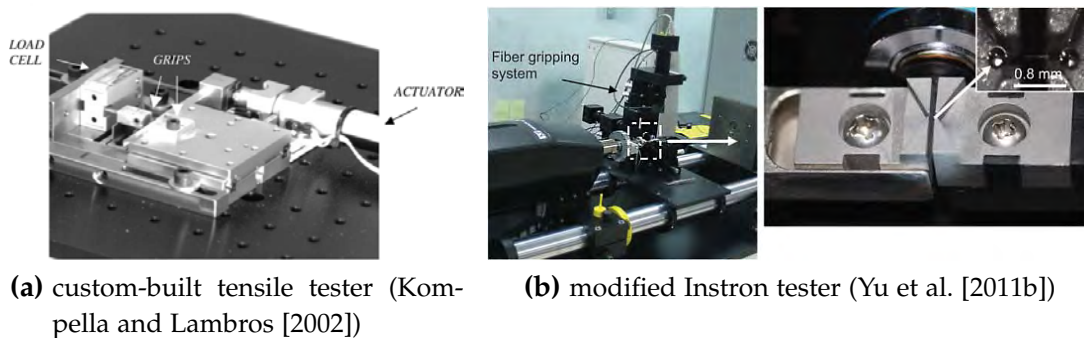 LOAD
CELL
GRIPS
ACTUATOR
Fiber gripping
system
0.8 mm
(a) custom-built tensile tester (Kom-
pella and Lambros [2002])
(b) modified Instron tester (Yu et al. [2011b])